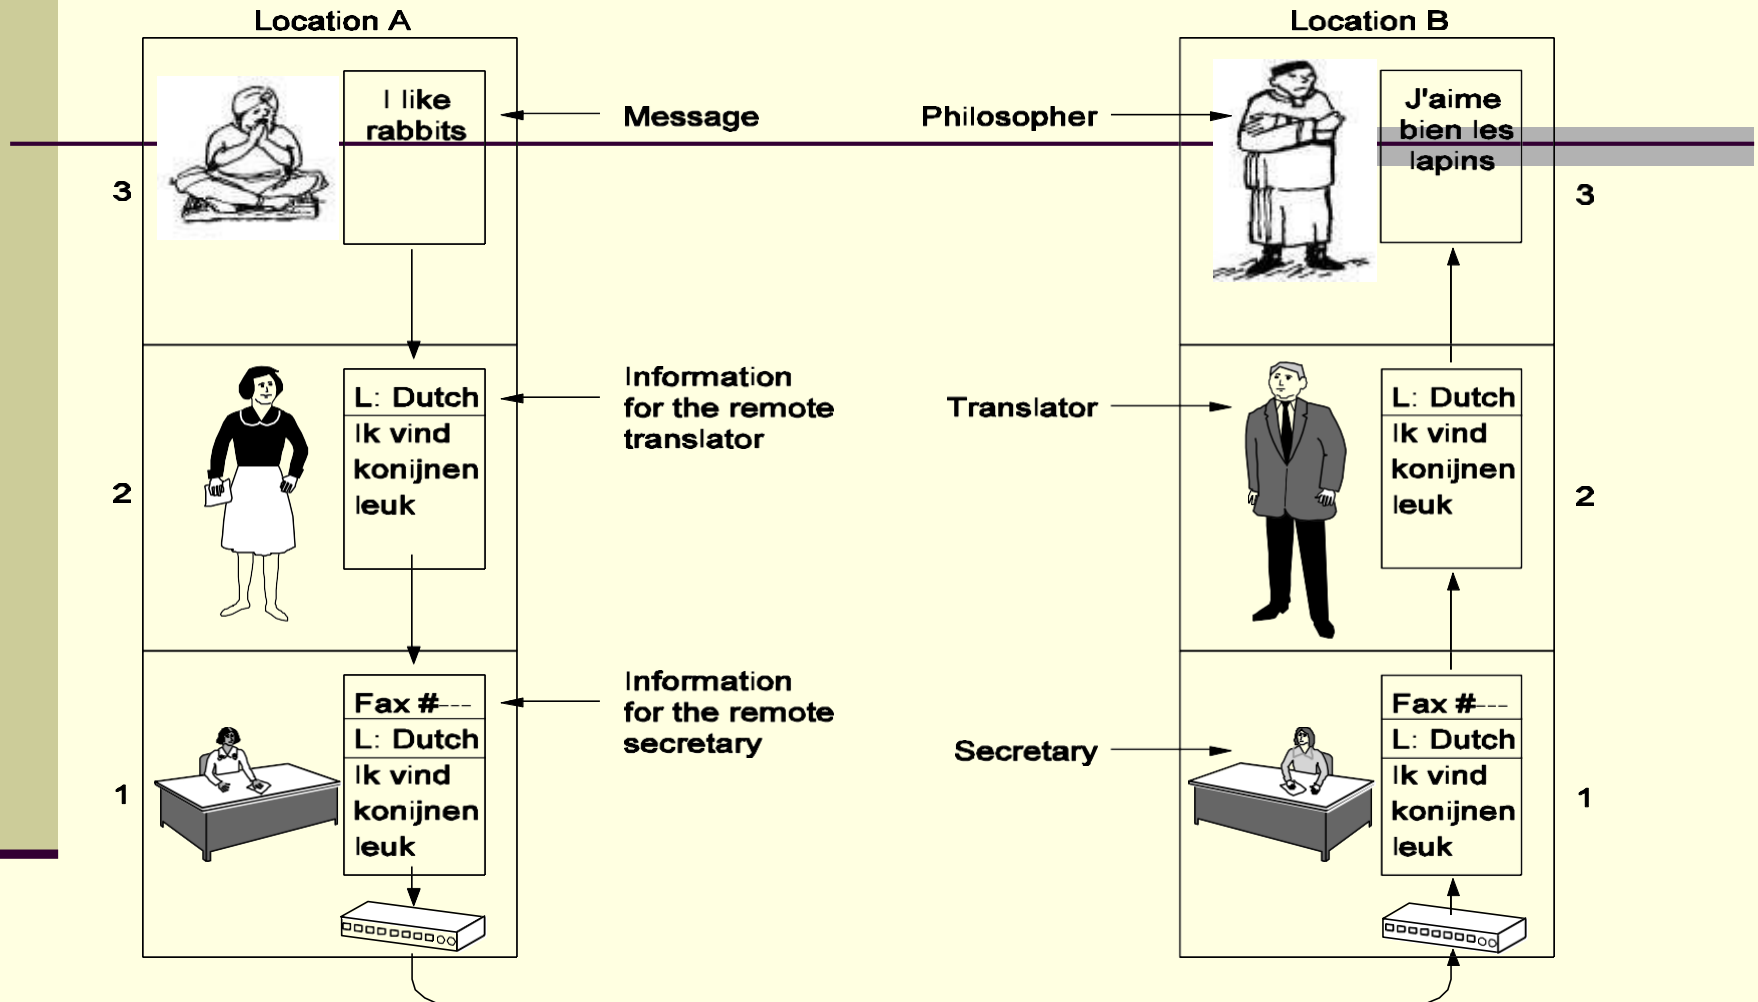 Location A
I like
rabbits
3
Message
L: Dutch
Ik vind
konijnen
leuk
2
Information
for the remote
translator
Fax #---
L: Dutch
Ik vind
konijnen
leuk
1
Information
for the remote
secretary
Location B
Philosopher
J'aime
bien les
lapins
3
Translator
L: Dutch
Ik vind
konijnen
leuk
2
Secretary
Fax #---
L: Dutch
Ik vind
konijnen
leuk
1